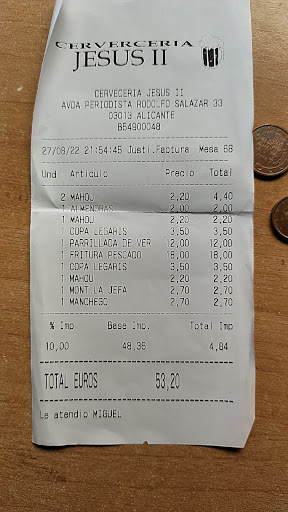 CERVERCERIA
JESUS II
CERVECERIA JESUS II
AVDA PERIODISTA RODOLFO SALAZAR 33
03013 ALICANTE
B54900048
27/08/22 21:54:45 Justi.Faptura Mesa 68
Und Articulo Precio Total
2 MAHOU 2,20 4,40
1 ALMENDRAS 2,00 2,00
1 MAHOU 2,20 2,20
1 COPA LEGARIS 3,50 3,50
1 PARRILLADA DE VER 12,00 12,00
1 FRITURA PESCADO 18,00 18,00
1 COPA LEGARIS 3,50 3,50
1 MAHOU 2,20 2,20
1 MONT LA JEFA 2,70 2,70
1 MANCHEGO 2,70 2,70
% Imp Base Imp. Total Imp
10,00 48,36 4,84
TOTAL EUROS 53,20
Le atendio MIGUEL